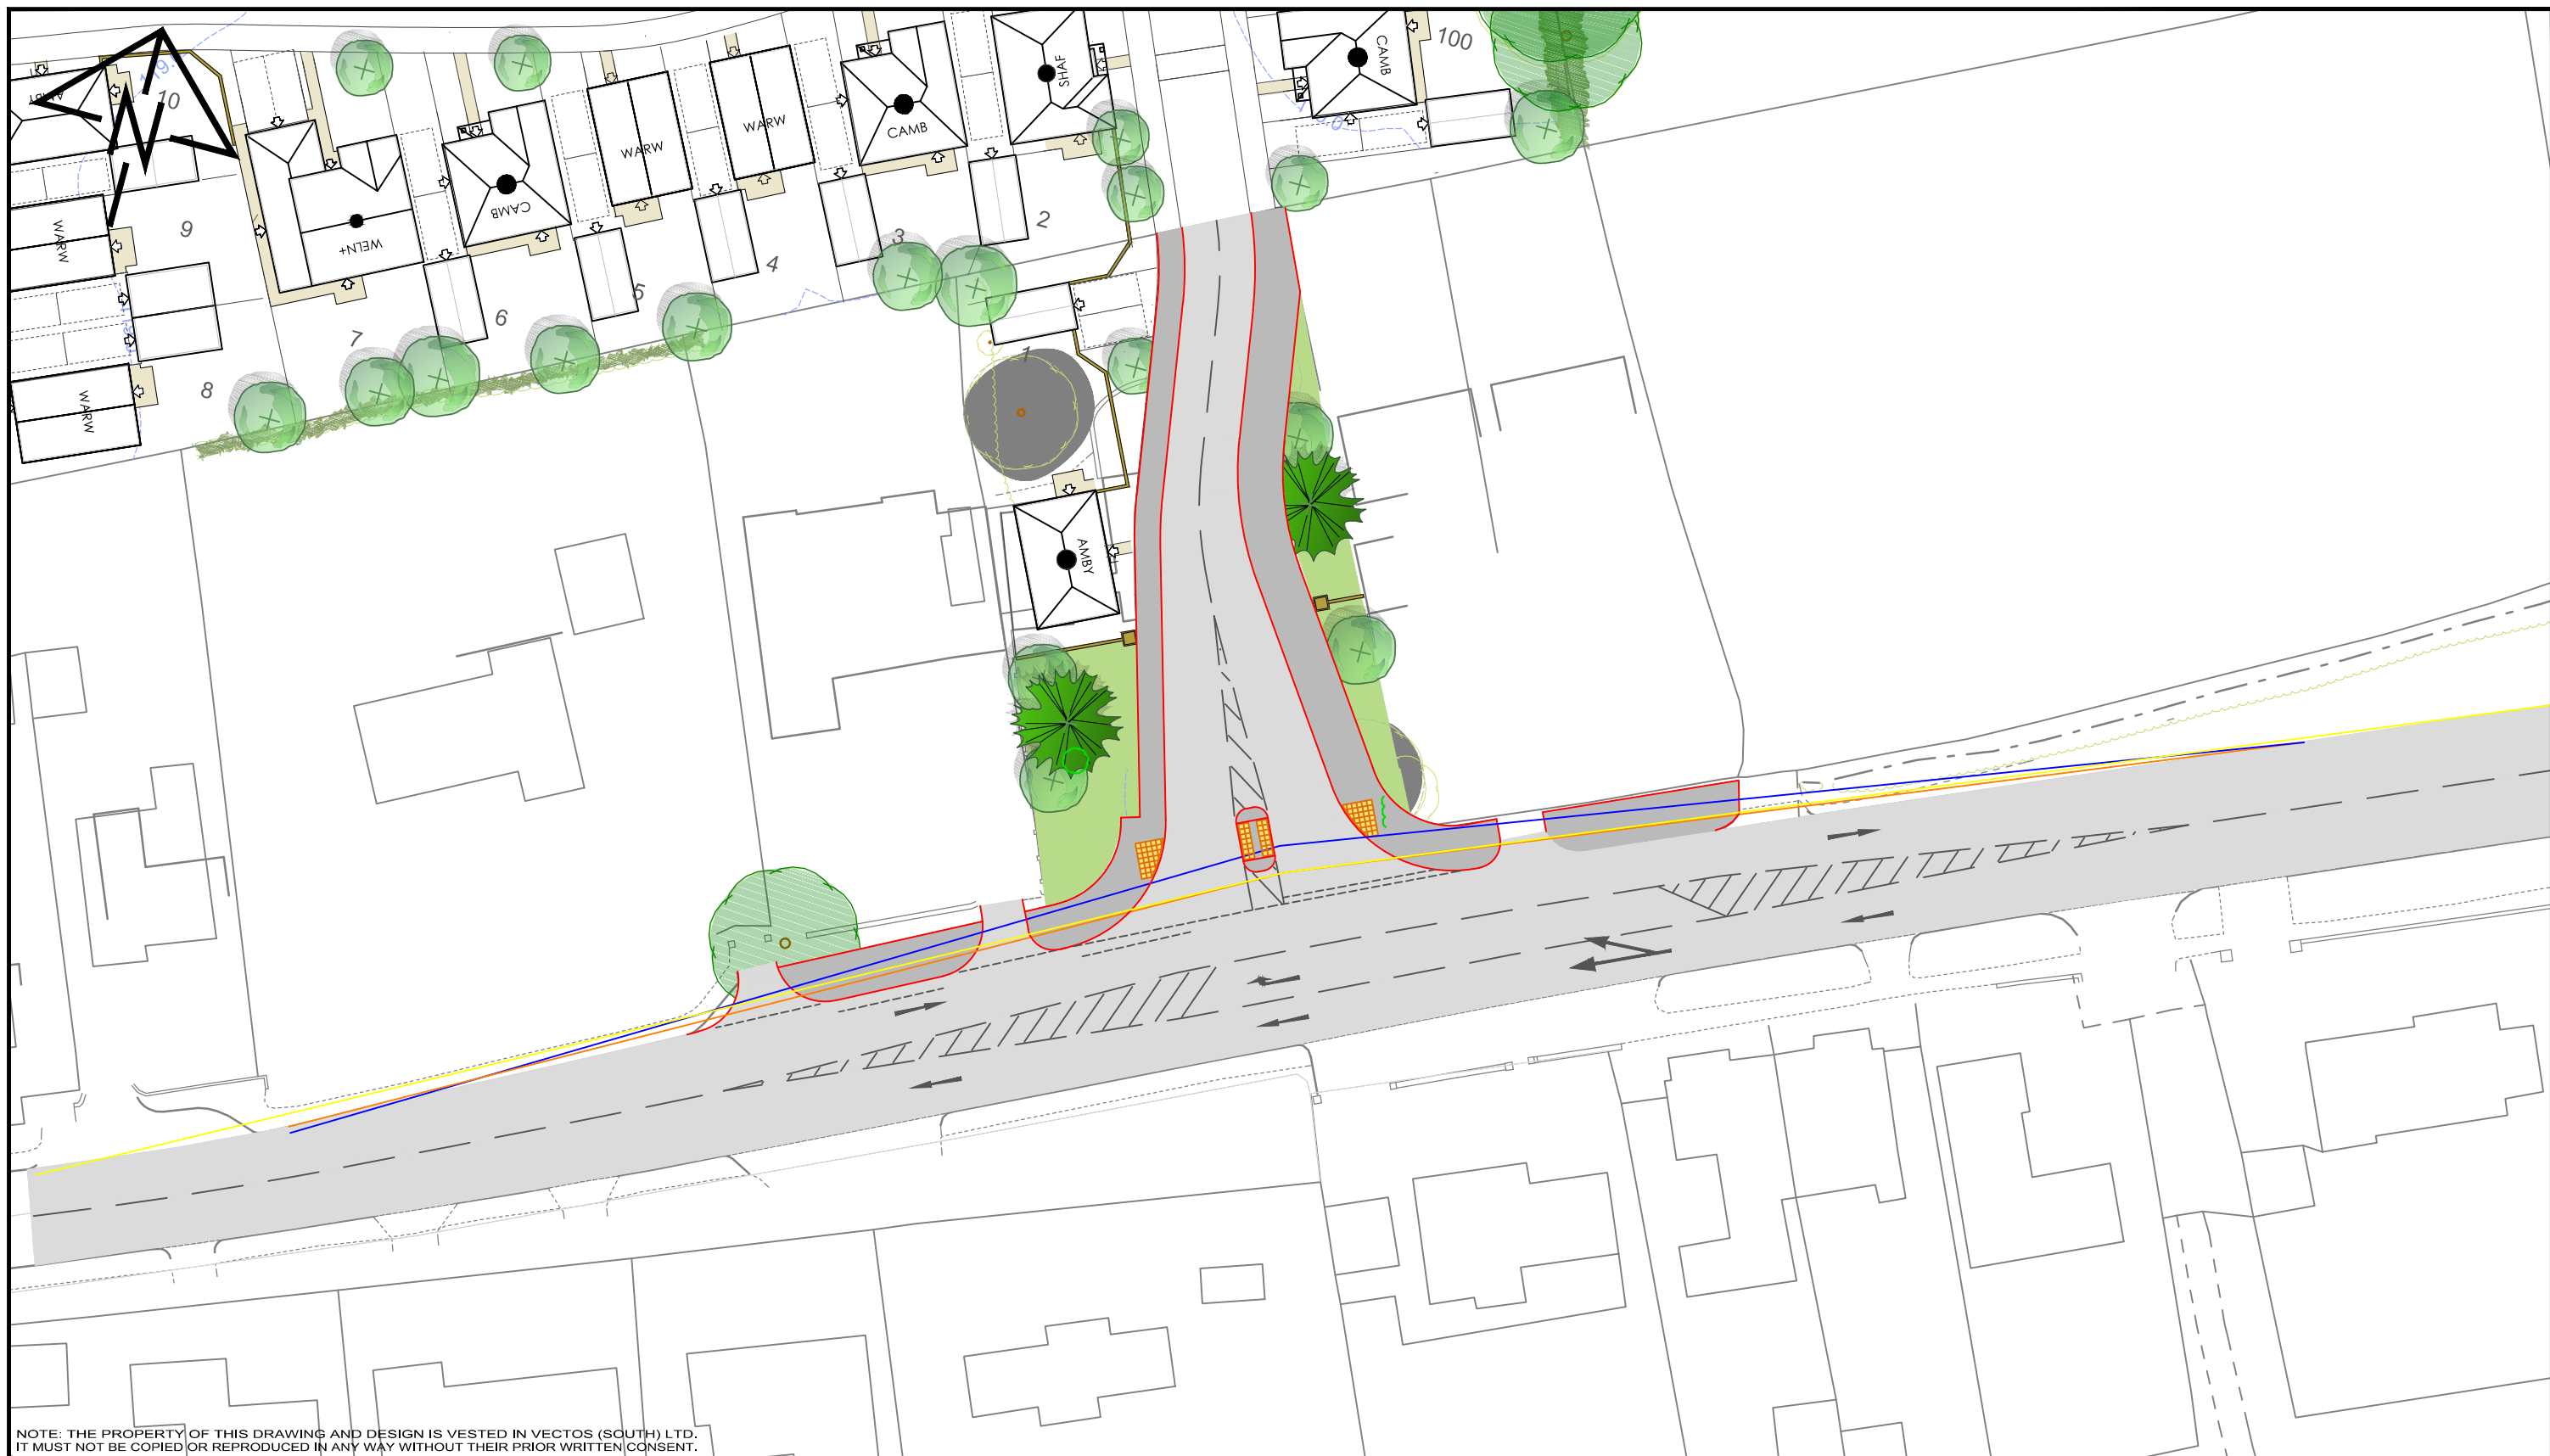 100
CAMB
SHAF
CAMB
WARW
WARW
CAMB
WELN+
10
N
AMBY
9
WARW
8
WARW
7
6
5
4
3
2
1
AMBY
NOTE: THE PROPERTY OF THIS DRAWING AND DESIGN IS VESTED IN VECTOS (SOUTH) LTD.
IT MUST NOT BE COPIED OR REPRODUCED IN ANY WAY WITHOUT THEIR PRIOR WRITTEN CONSENT.